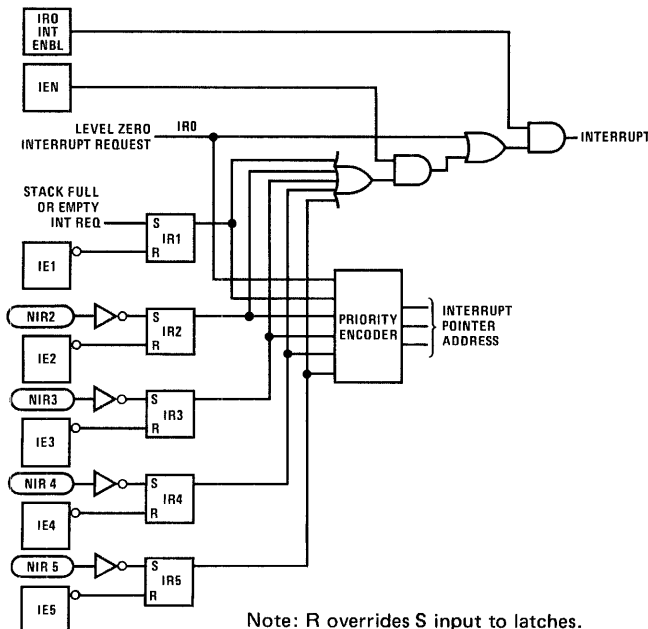 IRO
INT
ENBL
IEN
LEVEL ZERO
INTERRUPT REQUEST
IRO
INTERRUPT
STACK FULL
OR EMPTY
INT REQ
S
R
IR1
IE1
NIR2
S
R
IR2
IE2
NIR3
S
R
IR3
IE3
NIR 4
S
R
IR4
IE4
NIR 5
S
R
IR5
IE5
PRIORITY
ENCODER
INTERRUPT
POINTER
ADDRESS
Note: R overrides S input to latches.